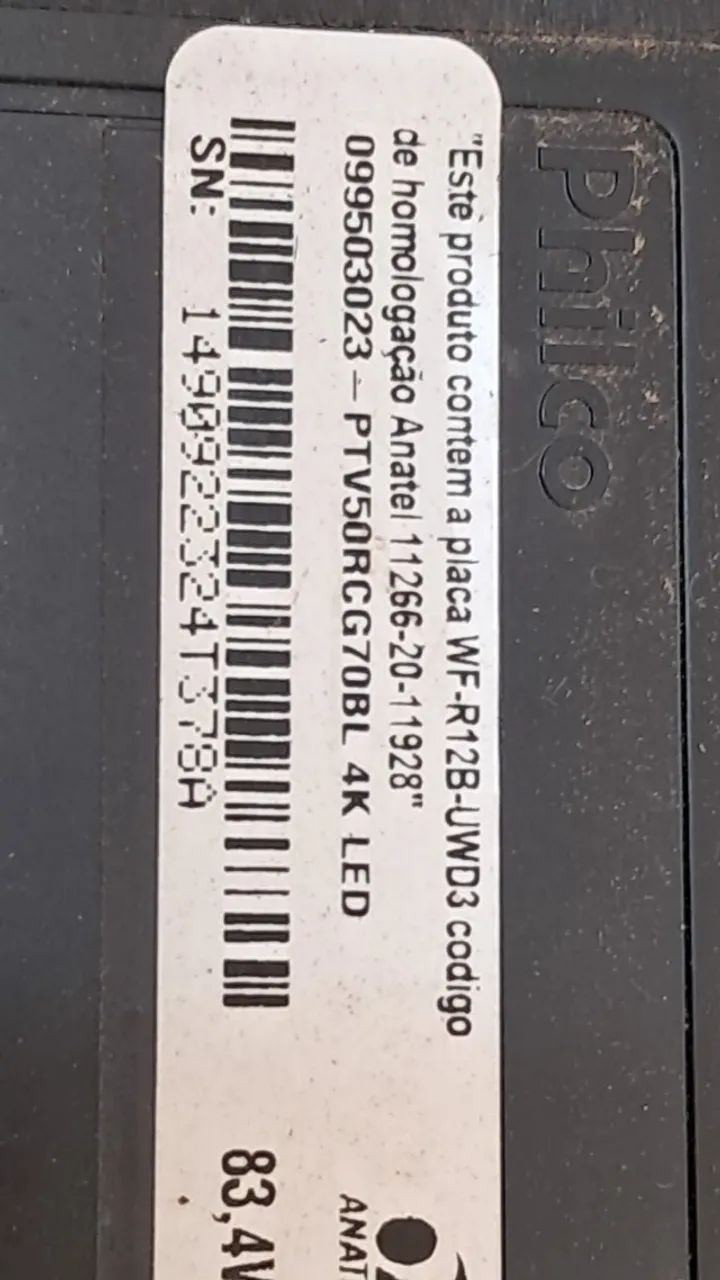 Philco
"Este produto contem a placa WF-R12B-UWD3 codigo
de homologação Anatel 11266-20-11928"
099503023 - PTV50RCG70BL 4K LED
SN:
83,4